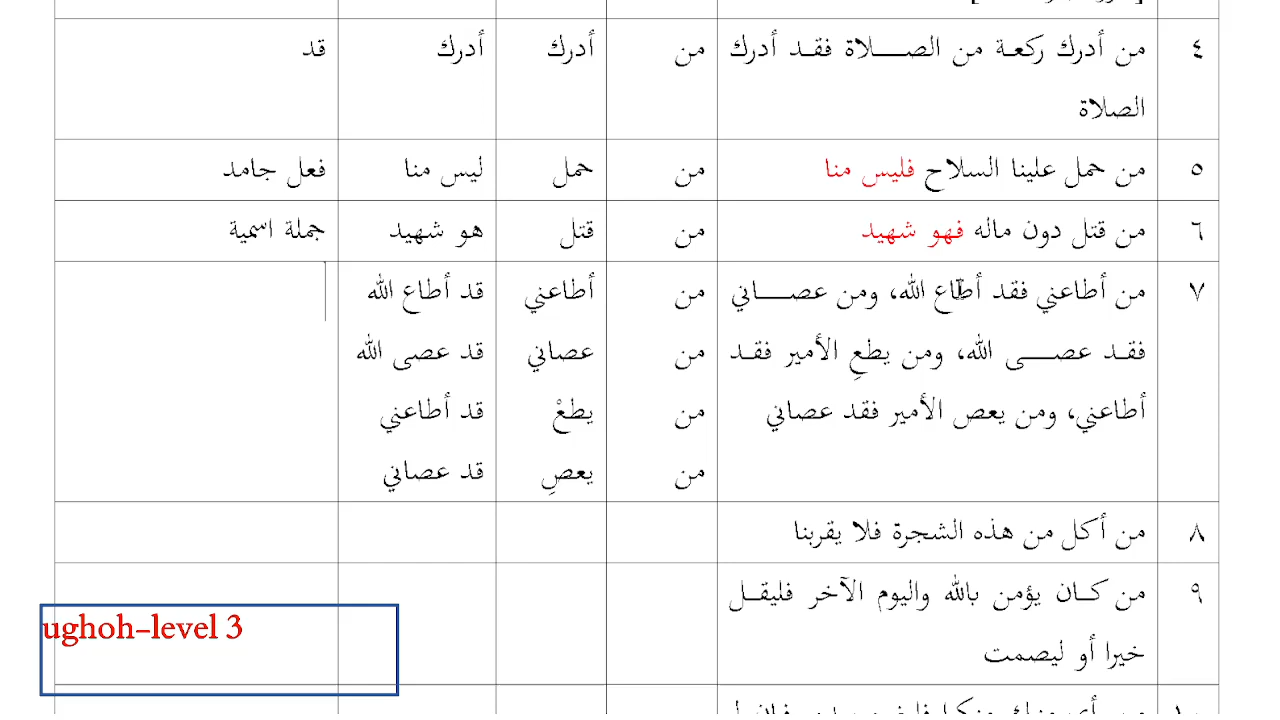 ٤ من أدرك ركعة من الصلاة فقد أدرك من أدرك أدرك قد
الصلاة
٥ من حمل علينا السلاح فليس منا من حمل ليس منا فعل جامد
٦ من قتل دون ماله فهو شهيد من قتل هو شهيد جملة اسمية
٧ من أطاعني فقد أطاع الله، ومن عصاني من أطاعني قد أطاع الله
فقد عصى الله، ومن يطعِ الأمير فقد من عصاني قد عصى الله
أطاعني، ومن يعص الأمير فقد عصاني من يطعْ قد أطاعني
من يعصِ قد عصاني
٨ من أكل من هذه الشجرة فلا يقربنا
٩ من كان يؤمن بالله واليوم الآخر فليقل
خيرا أو ليصمت
ughoh-level 3